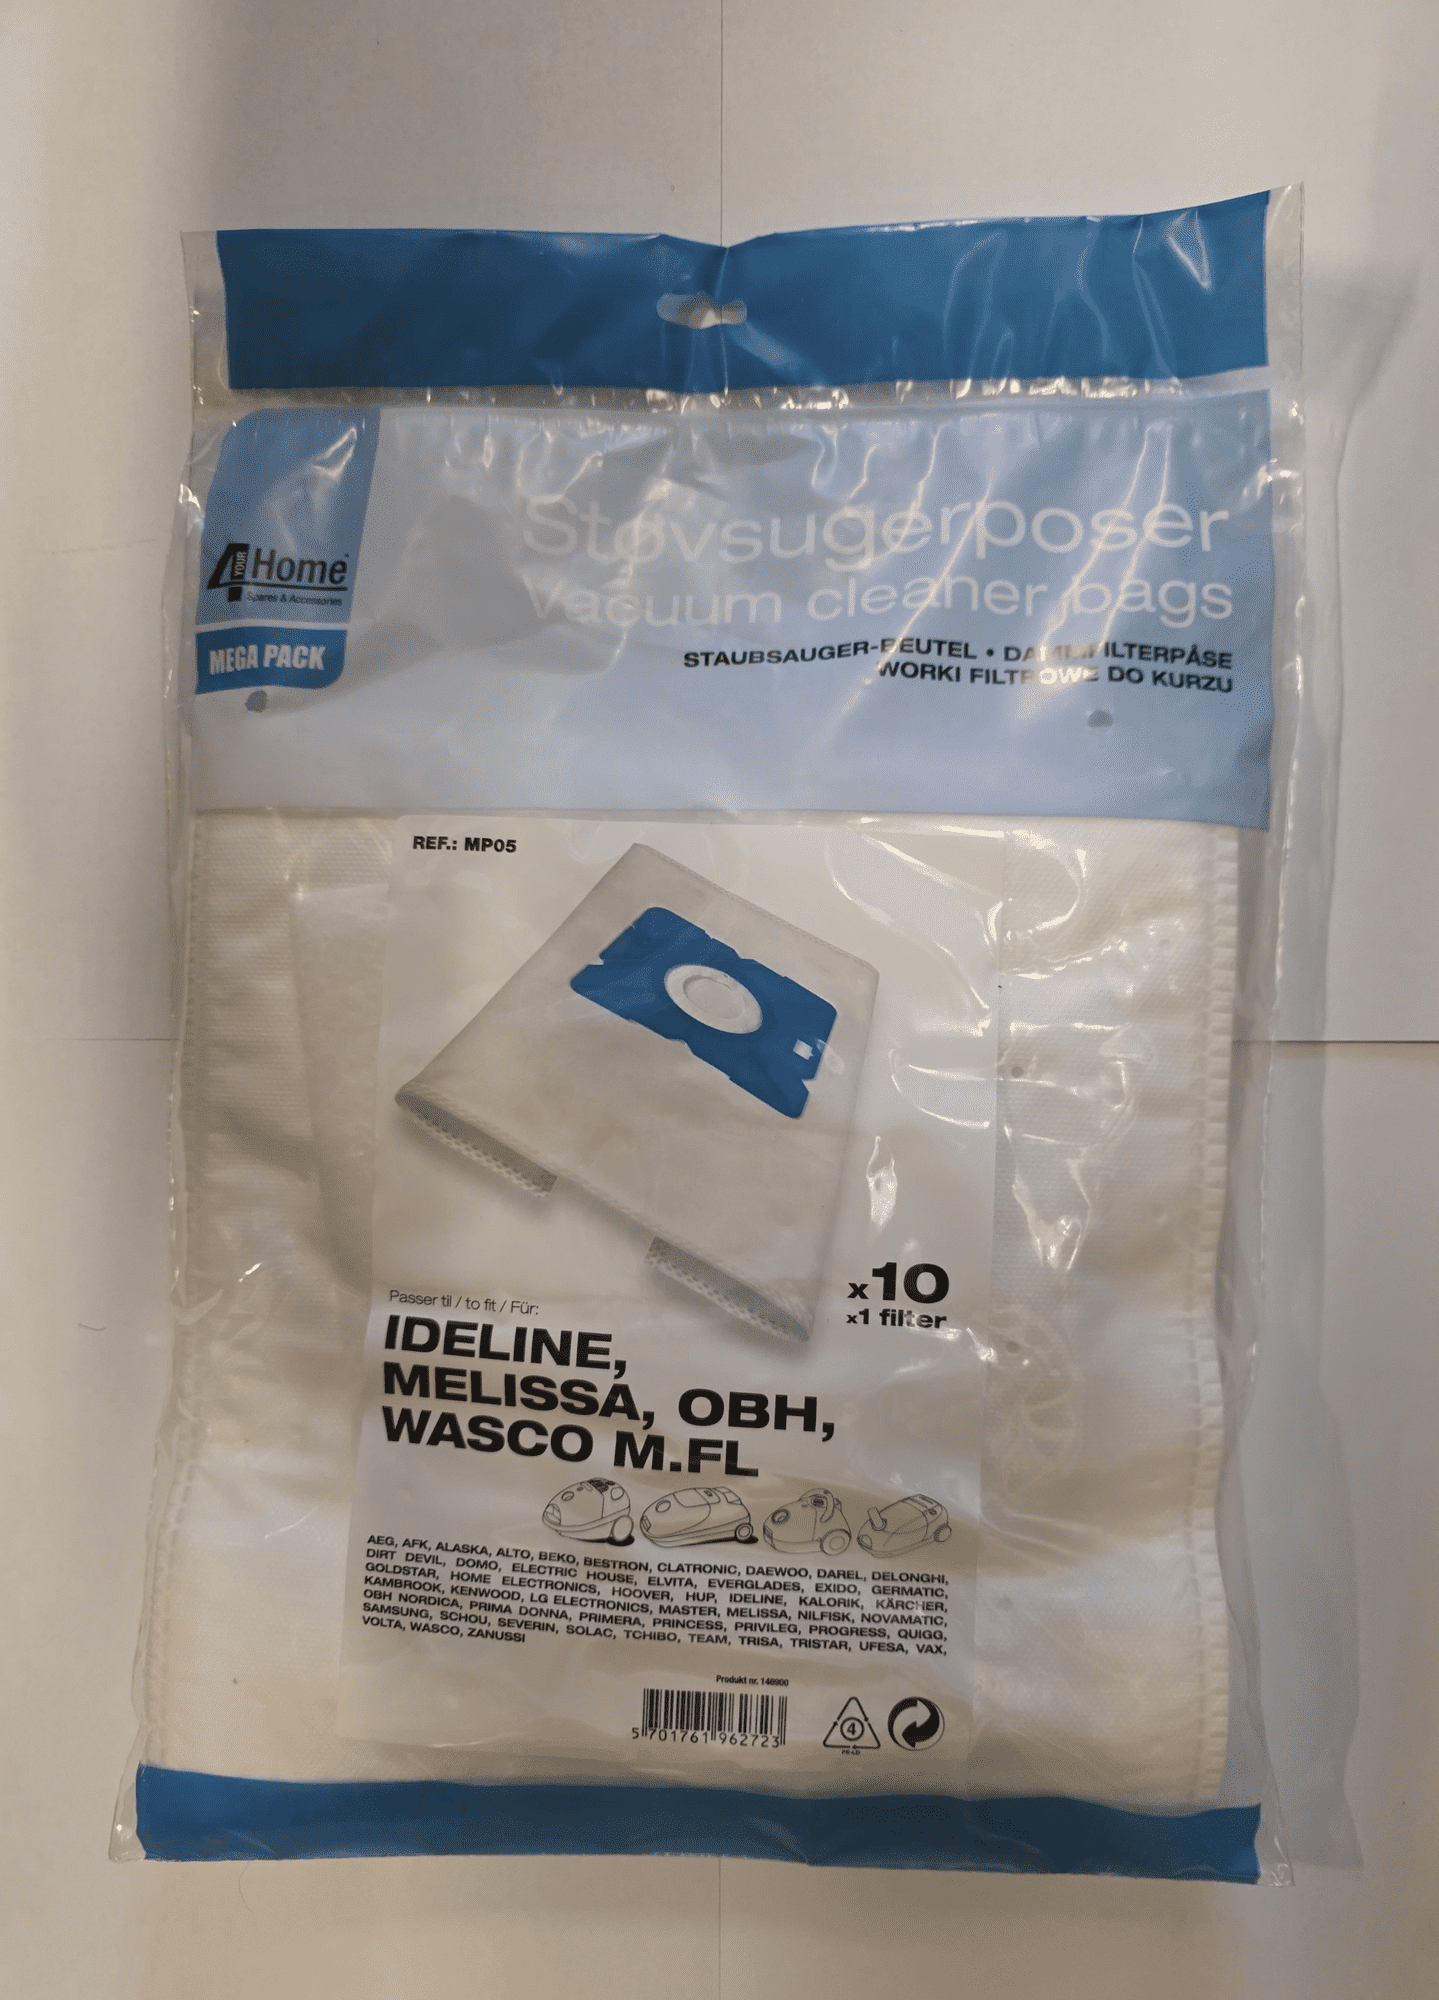 4 YOUR Home
Spares & Accessories
MEGA PACK
Støvsugerposer
Vacuum cleaner bags
STAUBSAUGER-BEUTEL • DAMMFILTERPÅSE
WORKI FILTROWE DO KURZU
REF.: MP05
x10
x1 filter
Passer til / to fit / Für:
IDELINE,
MELISSA, OBH,
WASCO M.FL
AEG, AFK, ALASKA, ALTO, BEKO, BESTRON, CLATRONIC, DAEWOO, DAREL, DELONGHI,
DIRT DEVIL, DOMO, ELECTRIC HOUSE, ELVITA, EVERGLADES, EXIDO, GERMATIC,
GOLDSTAR, HOME ELECTRONICS, HOOVER, HUP, IDELINE, KALORIK, KÄRCHER,
KAMBROOK, KENWOOD, LG ELECTRONICS, MASTER, MELISSA, NILFISK, NOVAMATIC,
OBH NORDICA, PRIMA DONNA, PRIMERA, PRINCESS, PRIVILEG, PROGRESS, QUIGG,
SAMSUNG, SCHOU, SEVERIN, SOLAC, TCHIBO, TEAM, TRISA, TRISTAR, UFESA, VAX,
VOLTA, WASCO, ZANUSSI
Produkt nr. 146900
5 701761 962723
4
PE-LD